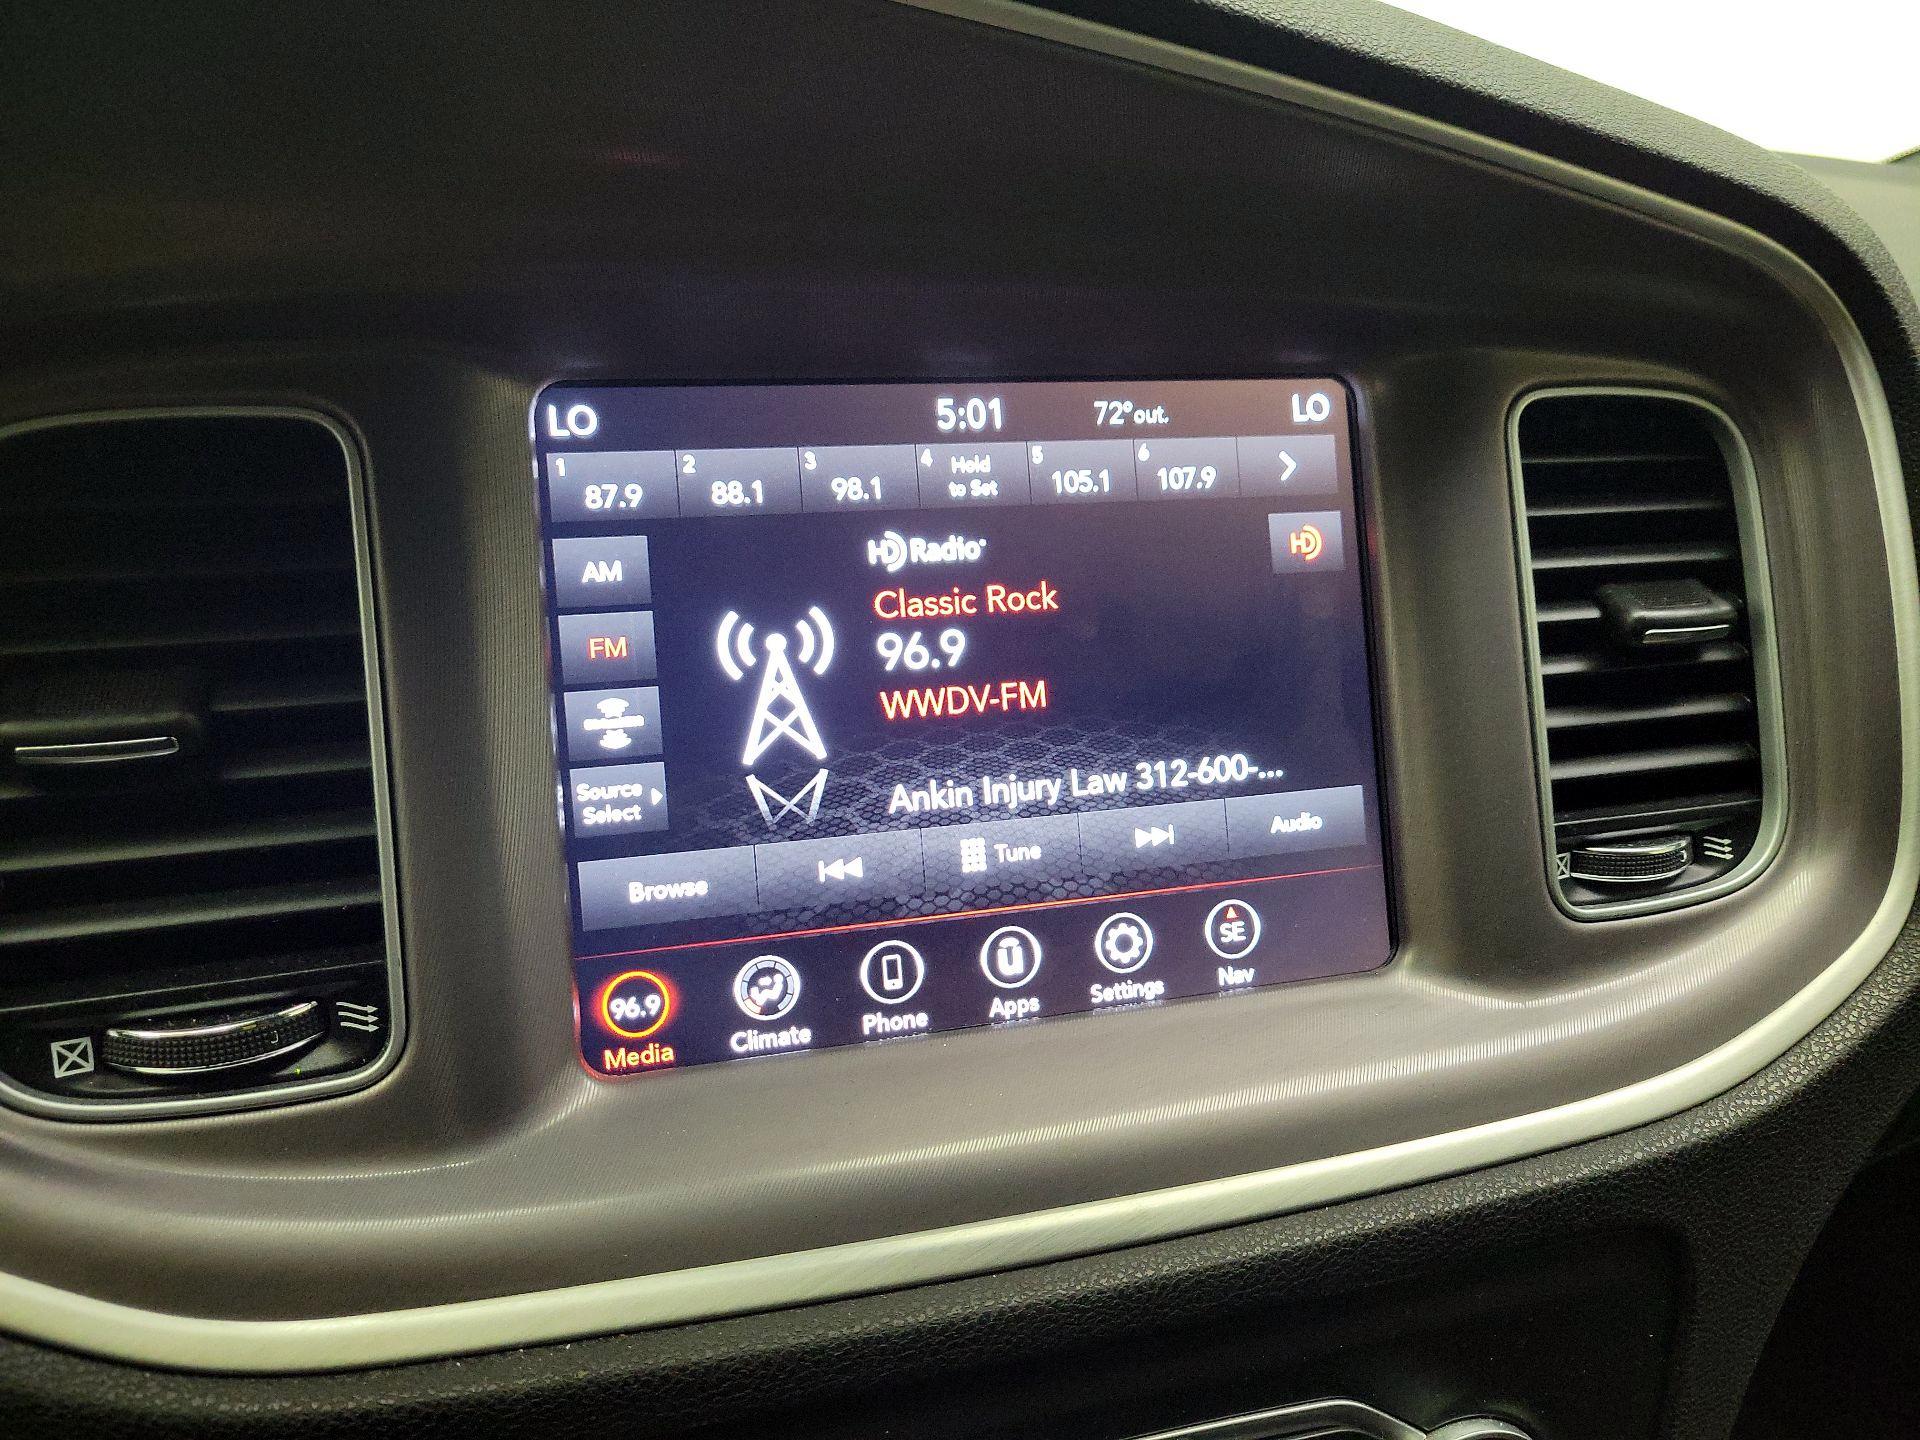 LO 5:01 72° out. LO
1 87.9 2 88.1 3 98.1 4 Hold to Set 5 105.1 6 107.9
HD Radio
HD
AM
Classic Rock
96.9
FM
WWDV-FM
Source
Select
Ankin Injury Law 312-600-...
Browse Tune Audio
96.9 SE
Media Climate Phone Apps Settings Nav